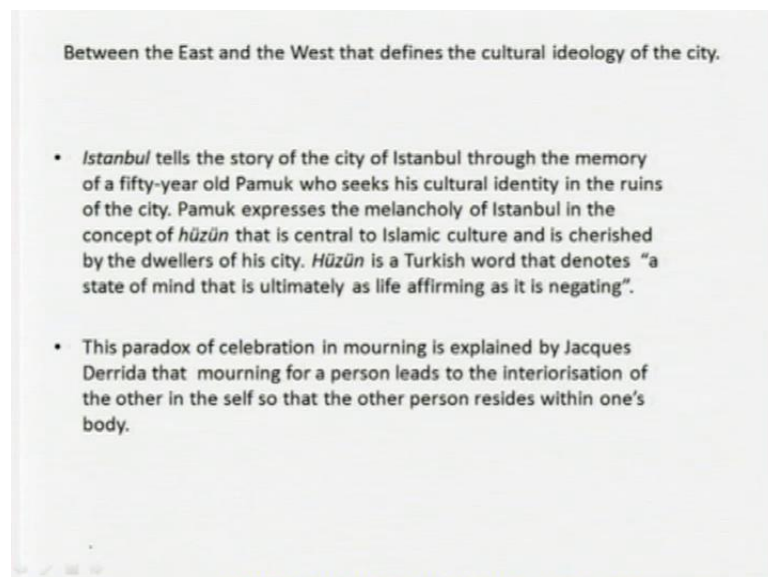 Between the East and the West that defines the cultural ideology of the city.
• Istanbul tells the story of the city of Istanbul through the memory
of a fifty-year old Pamuk who seeks his cultural identity in the ruins
of the city. Pamuk expresses the melancholy of Istanbul in the
concept of hüzün that is central to Islamic culture and is cherished
by the dwellers of his city. Hüzün is a Turkish word that denotes “a
state of mind that is ultimately as life affirming as it is negating”.
• This paradox of celebration in mourning is explained by Jacques
Derrida that mourning for a person leads to the interiorisation of
the other in the self so that the other person resides within one’s
body.